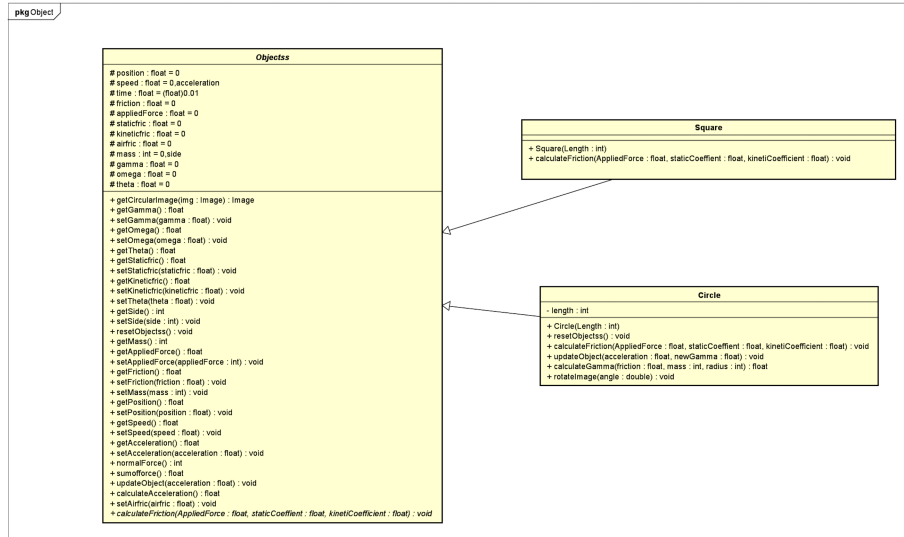 pkg Object
Objectss
# position : float = 0
# speed : float = 0,acceleration
# time : float = (float)0.01
# friction : float = 0
# appliedForce : float = 0
# staticfric : float = 0
# kineticfric : float = 0
# airfric : float = 0
# mass : int = 0,side
# gamma : float = 0
# omega : float = 0
# theta : float = 0
+ getCircularImage(img : Image) : Image
+ getGamma() : float
+ setGamma(gamma : float) : void
+ getOmega() : float
+ setOmega(omega : float) : void
+ getTheta() : float
+ getStaticfric() : float
+ setStaticfric(staticfric : float) : void
+ getKineticfric() : float
+ setKineticfric(kineticfric : float) : void
+ setTheta(theta : float) : void
+ getSide() : int
+ setSide(side : int) : void
+ resetObjectss() : void
+ getMass() : int
+ getAppliedForce() : float
+ setAppliedForce(appliedForce : int) : void
+ getFriction() : float
+ setFriction(friction : float) : void
+ setMass(mass : int) : void
+ getPosition() : float
+ setPosition(position : float) : void
+ getSpeed() : float
+ setSpeed(speed : float) : void
+ getAcceleration() : float
+ setAcceleration(acceleration : float) : void
+ normalForce() : int
+ sumofforce() : float
+ updateObject(acceleration : float) : void
+ calculateAcceleration() : float
+ setAirfric(airfric : float) : void
+ calculateFriction(AppliedForce : float, staticCoeffient : float, kinetiCoefficient : float) : void
Square
+ Square(Length : int)
+ calculateFriction(AppliedForce : float, staticCoeffient : float, kinetiCoefficient : float) : void
Circle
- length : int
+ Circle(Length : int)
+ resetObjectss() : void
+ calculateFriction(AppliedForce : float, staticCoeffient : float, kinetiCoefficient : float) : void
+ updateObject(acceleration : float, newGamma : float) : void
+ calculateGamma(friction : float, mass : int, radius : int) : float
+ rotateImage(angle : double) : void